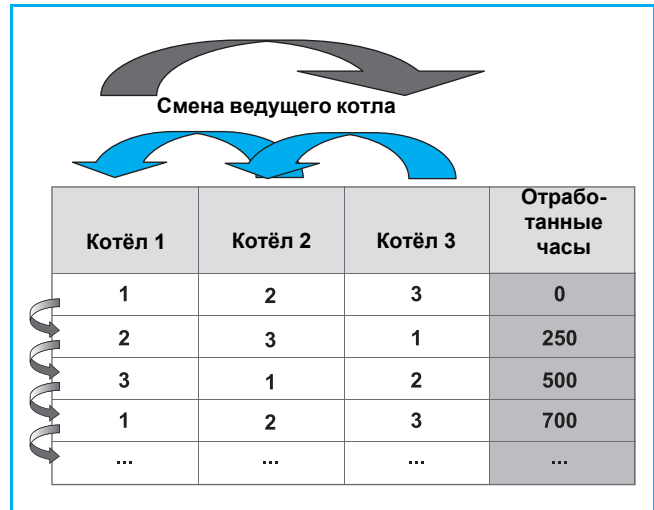 Смена ведущего котла
Котёл 1 Котёл 2 Котёл 3 Отрабо-
танные
часы
1 2 3 0
2 3 1 250
3 1 2 500
1 2 3 700
... ... ... ...